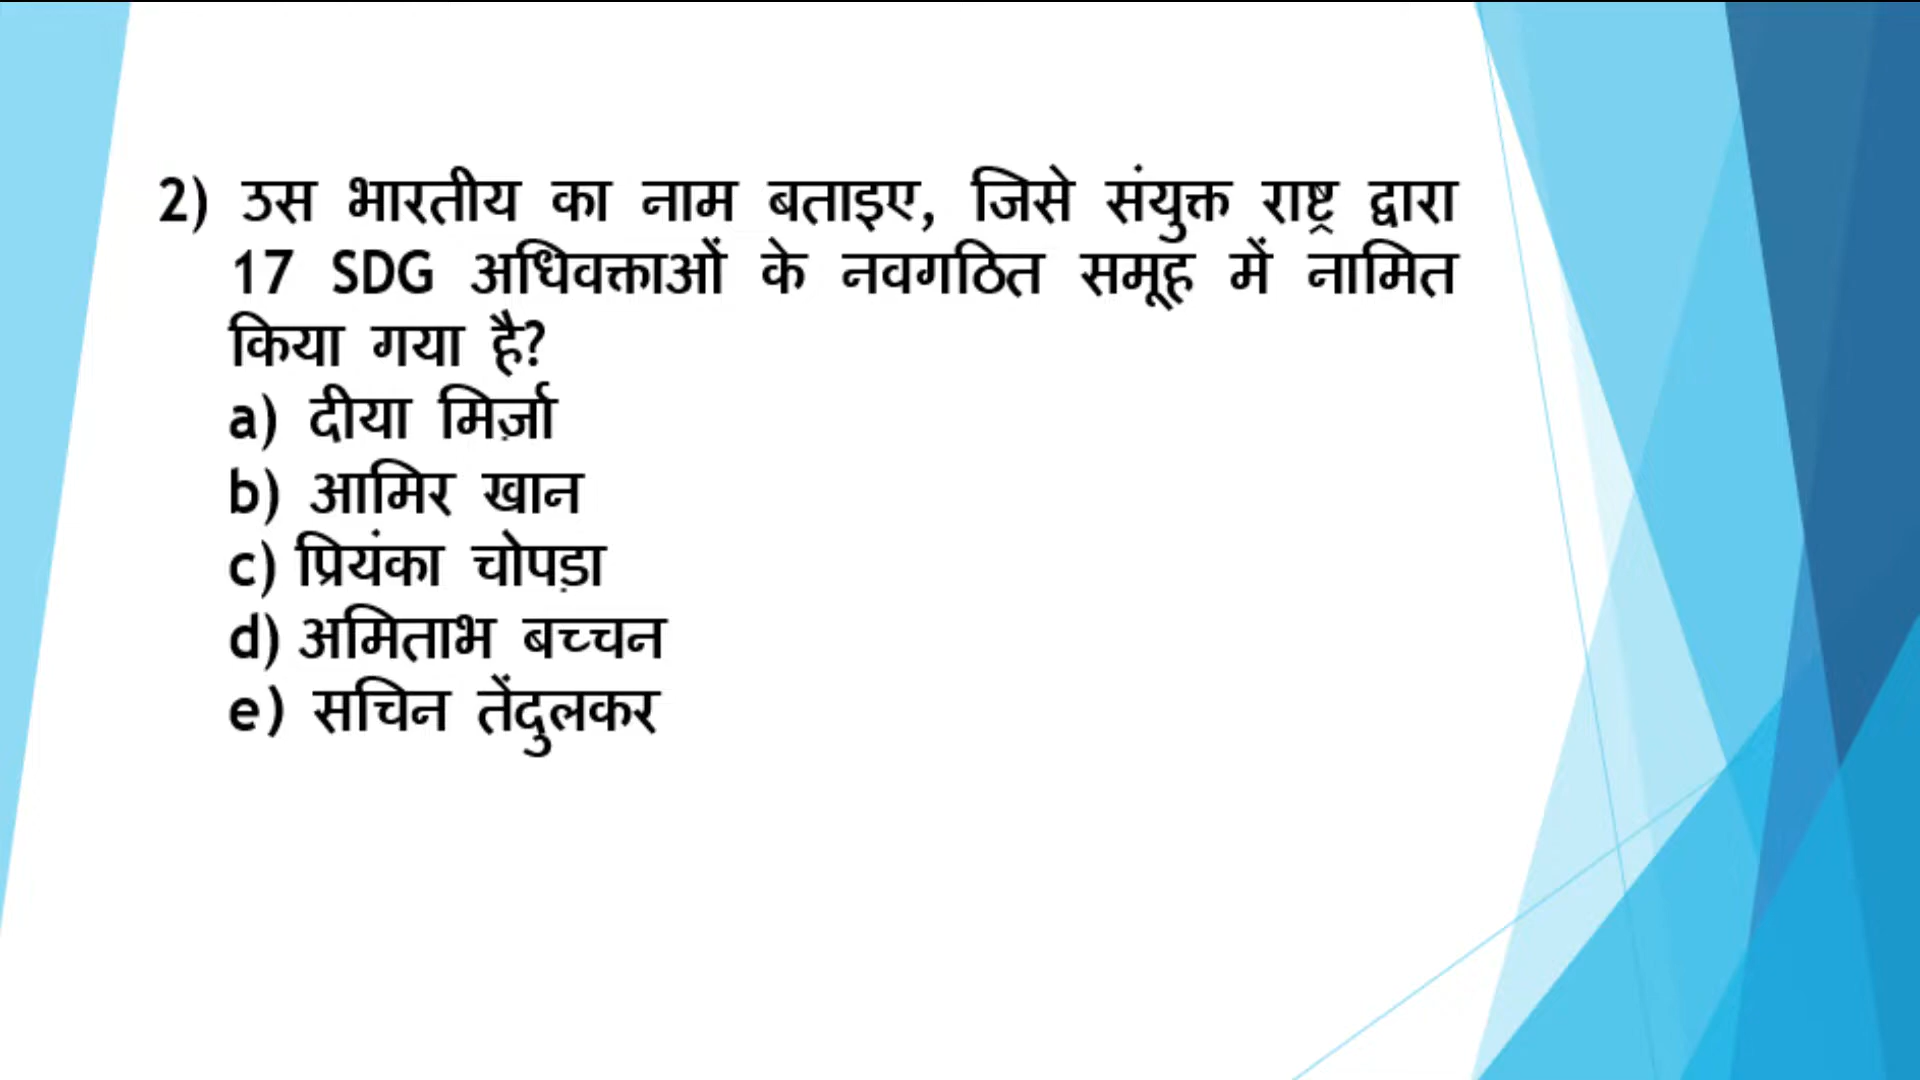 2) उस भारतीय का नाम बताइए, जिसे संयुक्त राष्ट्र द्वारा
17 SDG अधिवक्ताओं के नवगठित समूह में नामित
किया गया है?
a) दीया मिर्ज़ा
b) आमिर खान
c) प्रियंका चोपड़ा
d) अमिताभ बच्चन
e) सचिन तेंदुलकर